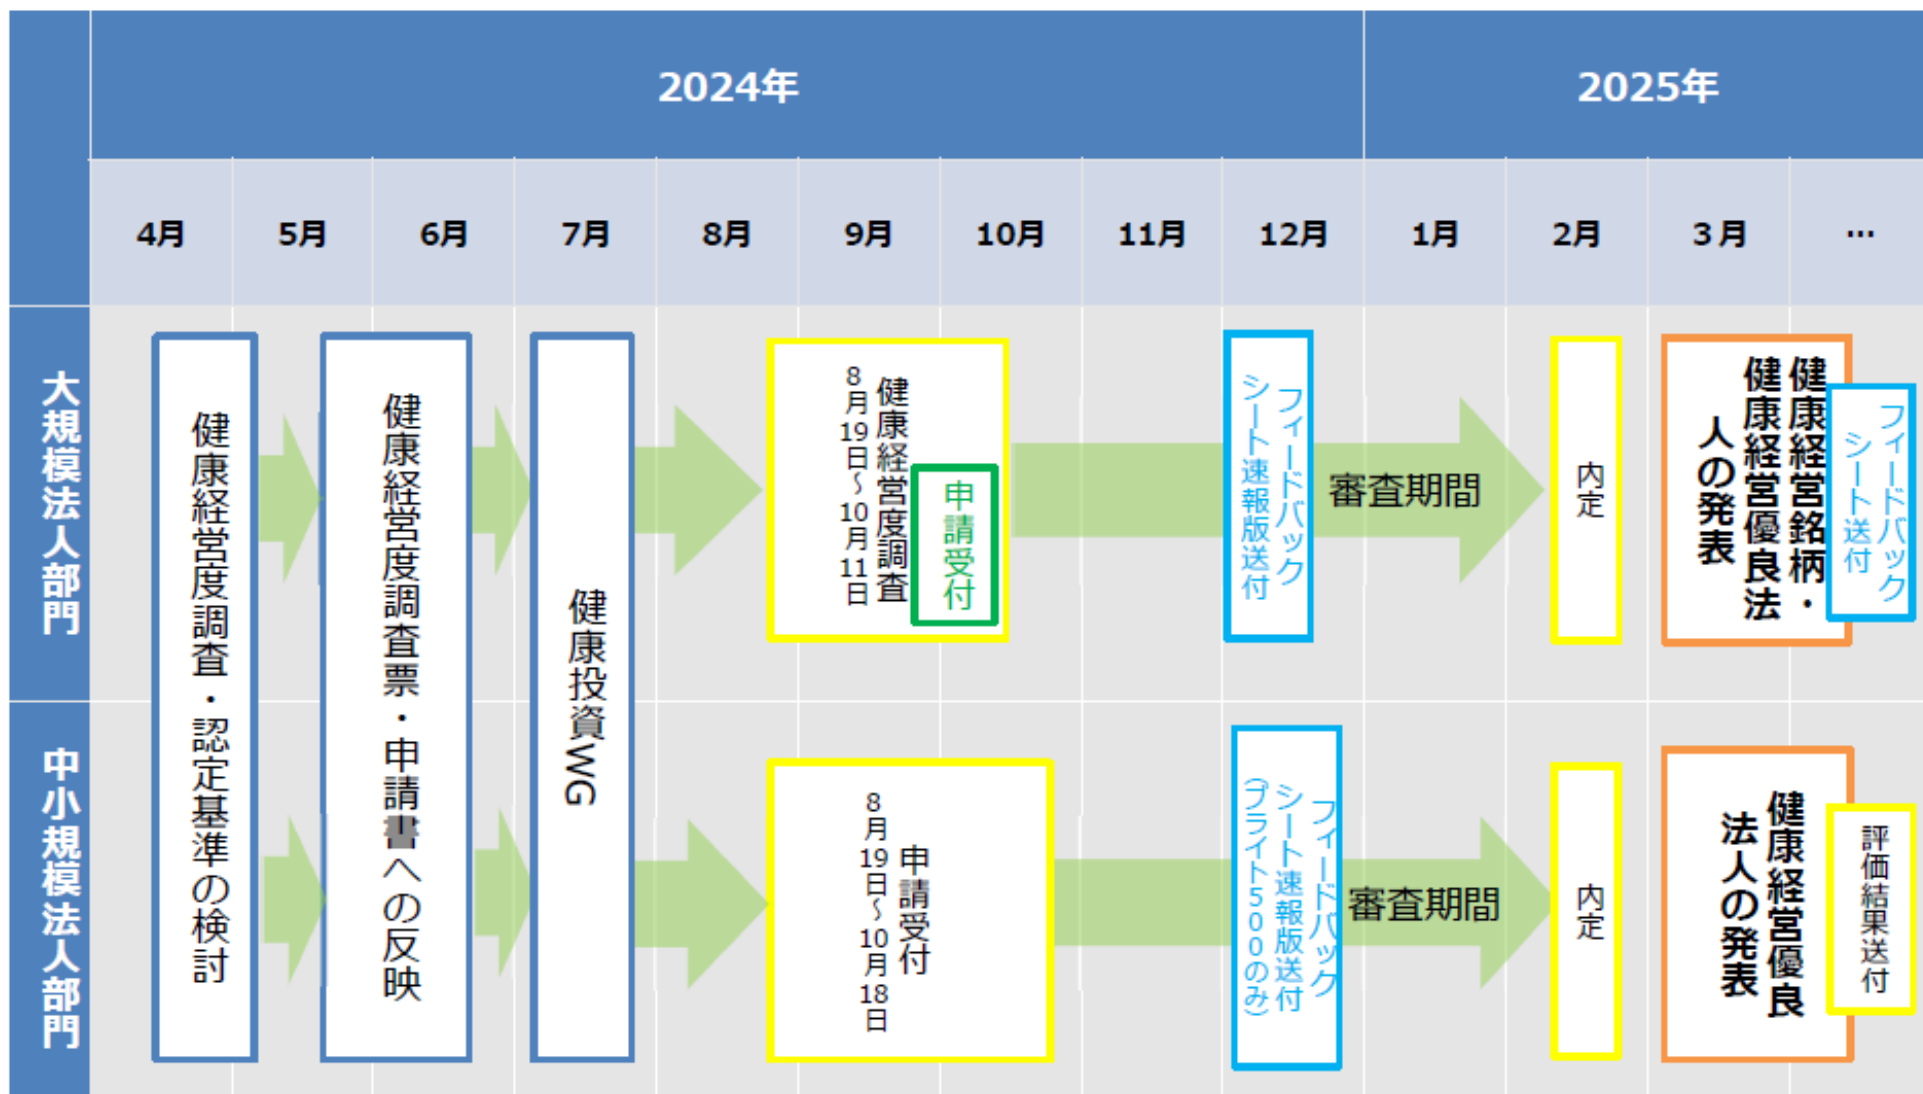 2024年
2025年
4月
5月
6月
7月
8月
9月
10月
11月
12月
1月
2月
3月
…
大規模法人部門
中小規模法人部門
健康経営度調査・認定基準の検討
健康経営度調査票・申請書への反映
健康投資WG
健康経営度調査
8月19日～10月11日
申請受付
フィードバック
シート速報版送付
審査期間
内定
健康経営銘柄・
健康経営優良法
人の発表
フィードバック
シート送付
申請受付
8月19日～10月18日
フィードバック
シート速報版送付
(ブライト500のみ)
審査期間
内定
健康経営優良
法人の発表
評価結果送付